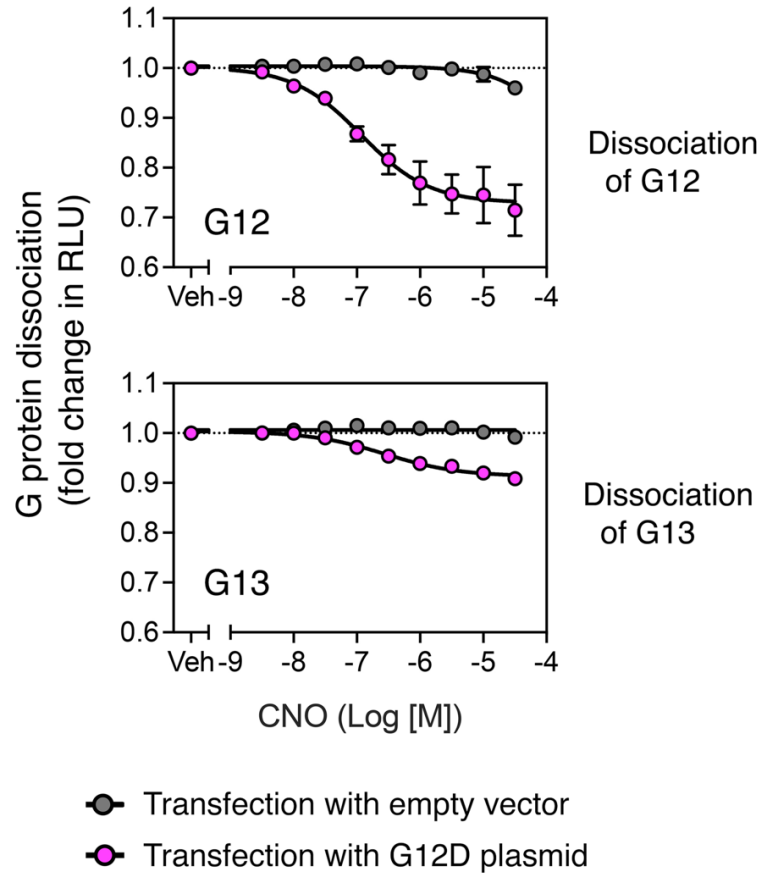 G protein dissociation
(fold change in RLU)
1.1
1.0
0.9
0.8
0.7
0.6
G12
Veh -9 -8 -7 -6 -5 -4
Dissociation
of G12
1.1
1.0
0.9
0.8
0.7
0.6
G13
Veh -9 -8 -7 -6 -5 -4
Dissociation
of G13
CNO (Log [M])
Transfection with empty vector
Transfection with G12D plasmid